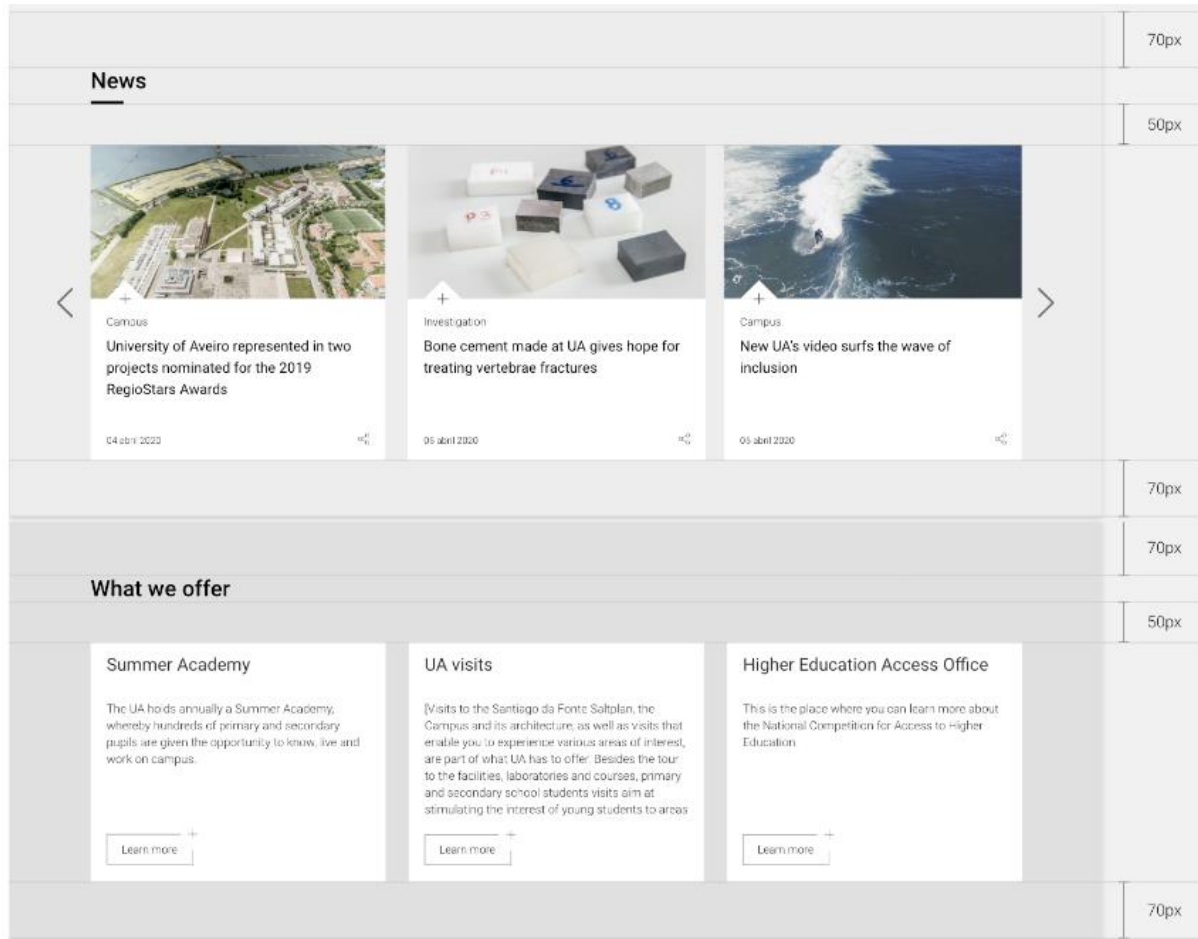 70px
News
50px
Campus
University of Aveiro represented in two
projects nominated for the 2019
RegioStars Awards
04 abril 2020
Investigation
Bone cement made at UA gives hope for
treating vertebrae fractures
05 abril 2020
Campus
New UA's video surfs the wave of
inclusion
05 abril 2020
70px
70px
What we offer
50px
Summer Academy
The UA holds annually a Summer Academy,
whereby hundreds of primary and secondary
pupils are given the opportunity to know, live and
work on campus.
Learn more
UA visits
[Visits to the Santiago da Fonte Saltplan, the
Campus and its architecture, as well as visits that
enable you to experience various areas of interest,
are part of what UA has to offer. Besides the tour
to the facilities, laboratories and courses, primary
and secondary school students visits aim at
stimulating the interest of young students to areas
Learn more
Higher Education Access Office
This is the place where you can learn more about
the National Competition for Access to Higher
Education
Learn more
70px